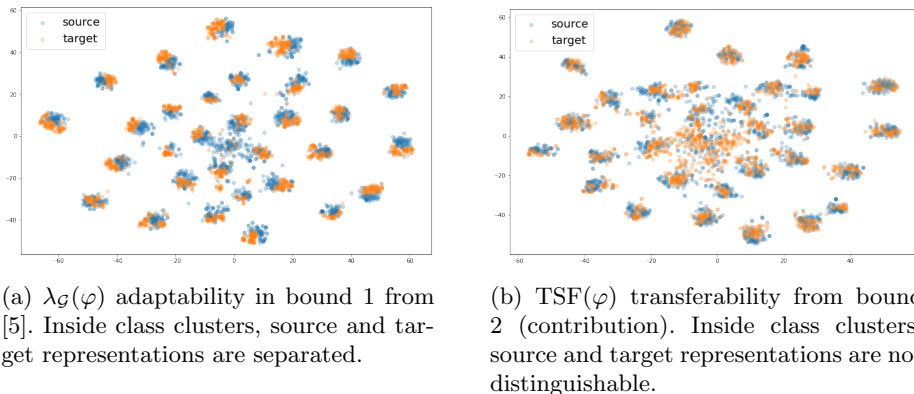 source
target
60
40
20
0
−20
−40
−60
−40
−20
0
20
40
60
(a) λ_𝒢(φ) adaptability in bound 1 from
[5]. Inside class clusters, source and tar-
get representations are separated.
source
target
60
40
20
0
−20
−40
−60
−40
−20
0
20
40
(b) TSF(φ) transferability from bound
2 (contribution). Inside class clusters
source and target representations are no
distinguishable.